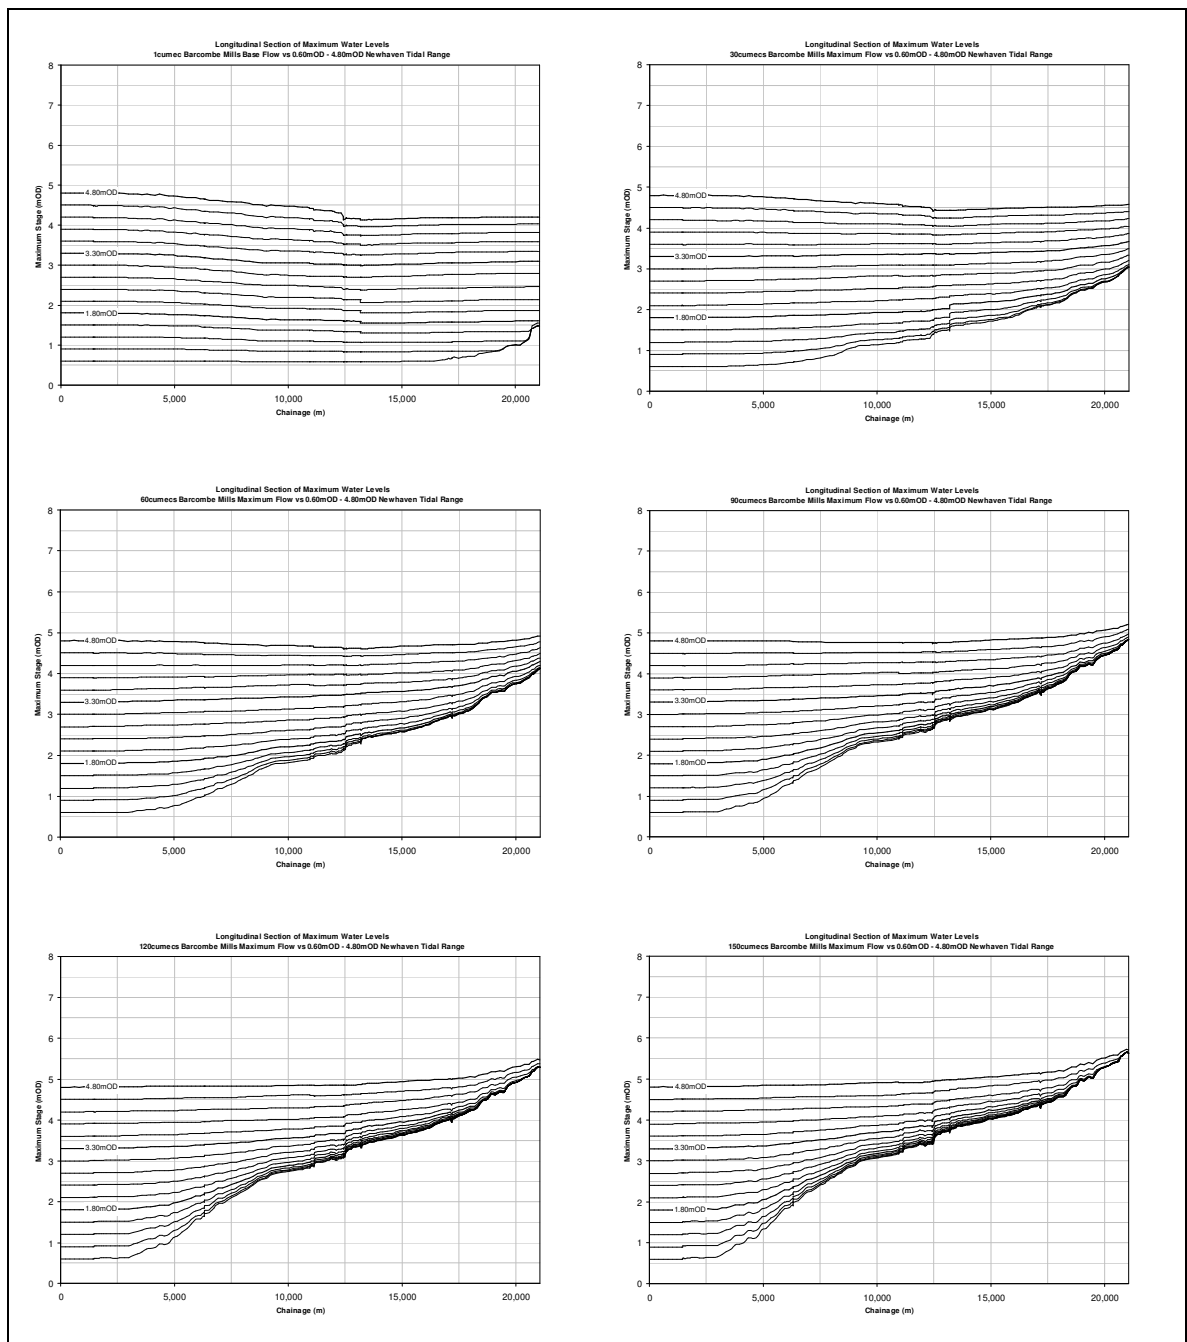 Longitudinal Section of Maximum Water Levels
1cumec Barcombe Mills Base Flow vs 0.60mOD - 4.80mOD Newhaven Tidal Range
8
7
6
5
4
3
2
1
0
Maximum Stage (mOD)
4.80mOD
3.30mOD
1.80mOD
0 5,000 10,000 15,000 20,000
Chainage (m)
Longitudinal Section of Maximum Water Levels
30cumecs Barcombe Mills Maximum Flow vs 0.60mOD - 4.80mOD Newhaven Tidal Range
8
7
6
5
4
3
2
1
0
Maximum Stage (mOD)
4.80mOD
3.30mOD
1.80mOD
0 5,000 10,000 15,000 20,000
Chainage (m)
Longitudinal Section of Maximum Water Levels
60cumecs Barcombe Mills Maximum Flow vs 0.60mOD - 4.80mOD Newhaven Tidal Range
8
7
6
5
4
3
2
1
0
Maximum Stage (mOD)
4.80mOD
3.30mOD
1.80mOD
0 5,000 10,000 15,000 20,000
Chainage (m)
Longitudinal Section of Maximum Water Levels
90cumecs Barcombe Mills Maximum Flow vs 0.60mOD - 4.80mOD Newhaven Tidal Range
8
7
6
5
4
3
2
1
0
Maximum Stage (mOD)
4.80mOD
3.30mOD
1.80mOD
0 5,000 10,000 15,000 20,000
Chainage (m)
Longitudinal Section of Maximum Water Levels
120cumecs Barcombe Mills Maximum Flow vs 0.60mOD - 4.80mOD Newhaven Tidal Range
8
7
6
5
4
3
2
1
0
Maximum Stage (mOD)
4.80mOD
3.30mOD
1.80mOD
0 5,000 10,000 15,000 20,000
Chainage (m)
Longitudinal Section of Maximum Water Levels
150cumecs Barcombe Mills Maximum Flow vs 0.60mOD - 4.80mOD Newhaven Tidal Range
8
7
6
5
4
3
2
1
0
Maximum Stage (mOD)
4.80mOD
3.30mOD
1.80mOD
0 5,000 10,000 15,000 20,000
Chainage (m)